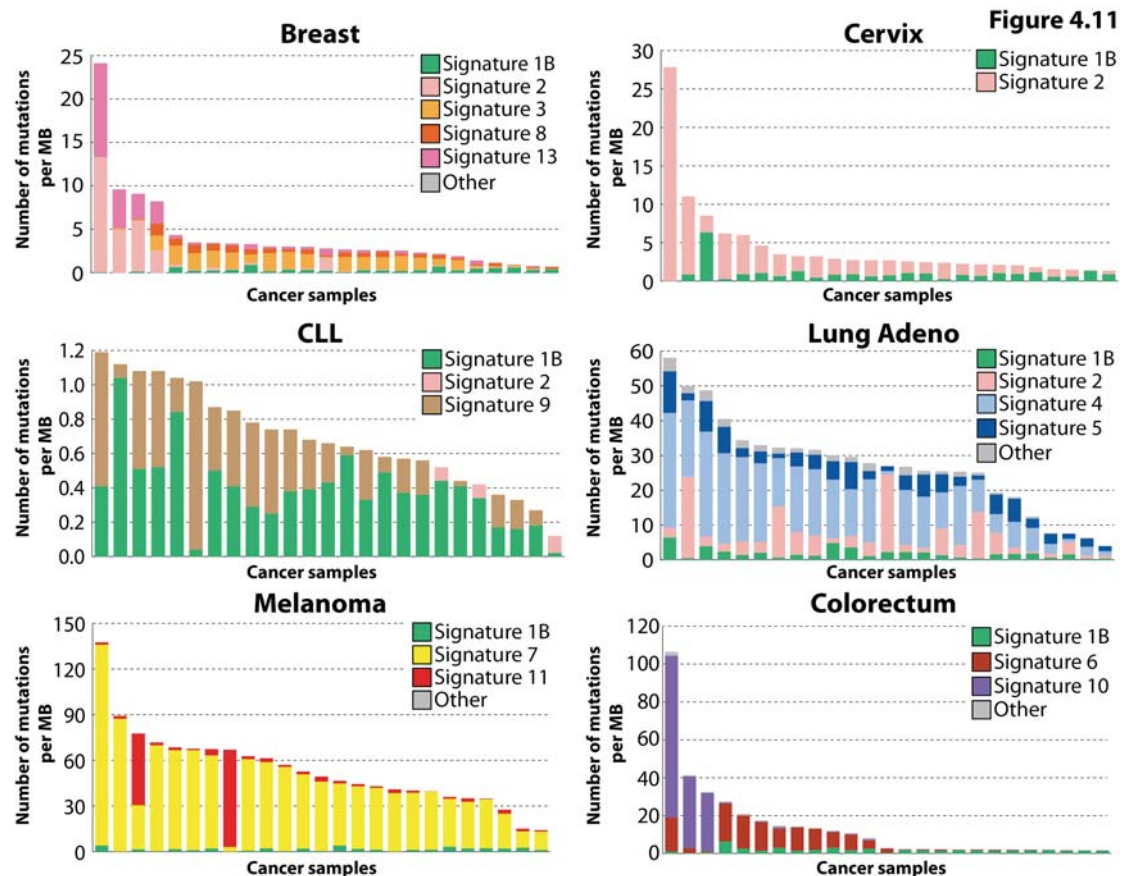 Figure 4.11
Breast
Number of mutations
per MB
25
20
15
10
5
0
Signature 1B
Signature 2
Signature 3
Signature 8
Signature 13
Other
Cancer samples
Cervix
Number of mutations
per MB
30
25
20
15
10
5
0
Signature 1B
Signature 2
Cancer samples
CLL
Number of mutations
per MB
1.2
1.0
0.8
0.6
0.4
0.2
0.0
Signature 1B
Signature 2
Signature 9
Cancer samples
Lung Adeno
Number of mutations
per MB
60
50
40
30
20
10
0
Signature 1B
Signature 2
Signature 4
Signature 5
Other
Cancer samples
Melanoma
Number of mutations
per MB
150
120
90
60
30
0
Signature 1B
Signature 7
Signature 11
Other
Cancer samples
Colorectum
Number of mutations
per MB
120
100
80
60
40
20
0
Signature 1B
Signature 6
Signature 10
Other
Cancer samples